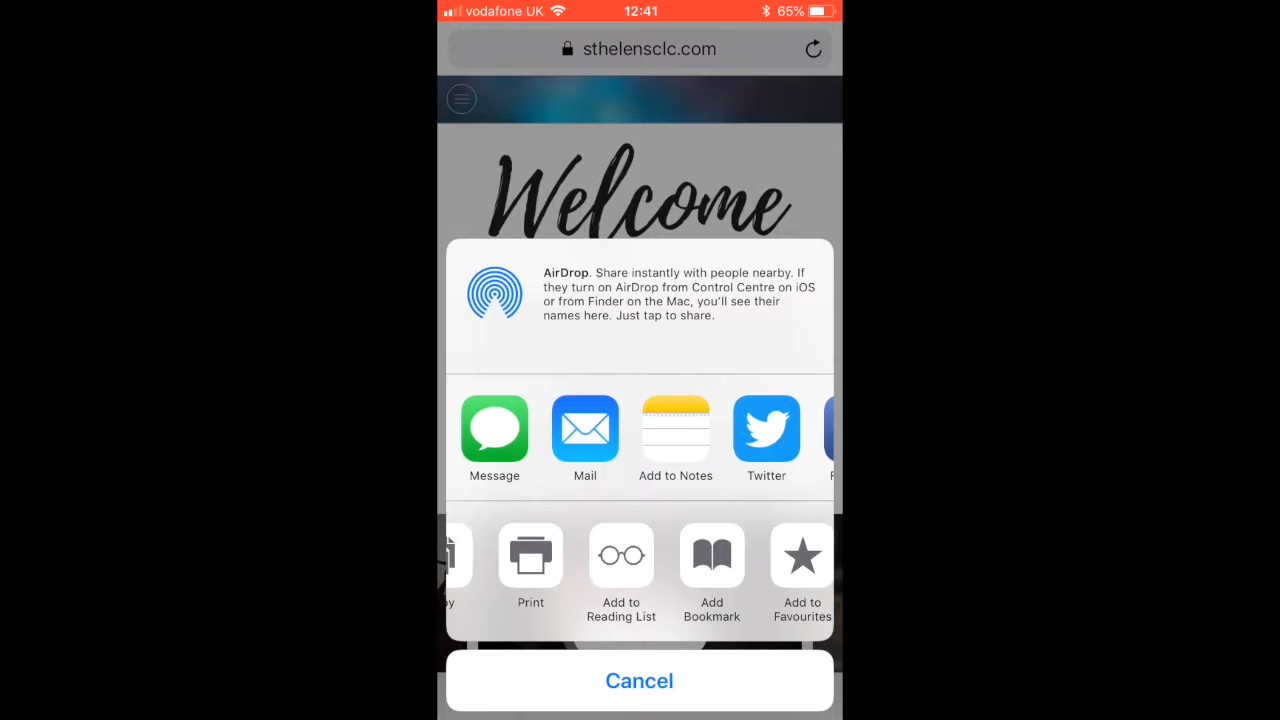 vodafone UK 12:41 65%
sthelensclc.com
Welcome
AirDrop. Share instantly with people nearby. If
they turn on AirDrop from Control Centre on iOS
or from Finder on the Mac, you'll see their
names here. Just tap to share.
Message Mail Add to Notes Twitter
Print Add to Reading List Add Bookmark Add to Favourites
Cancel